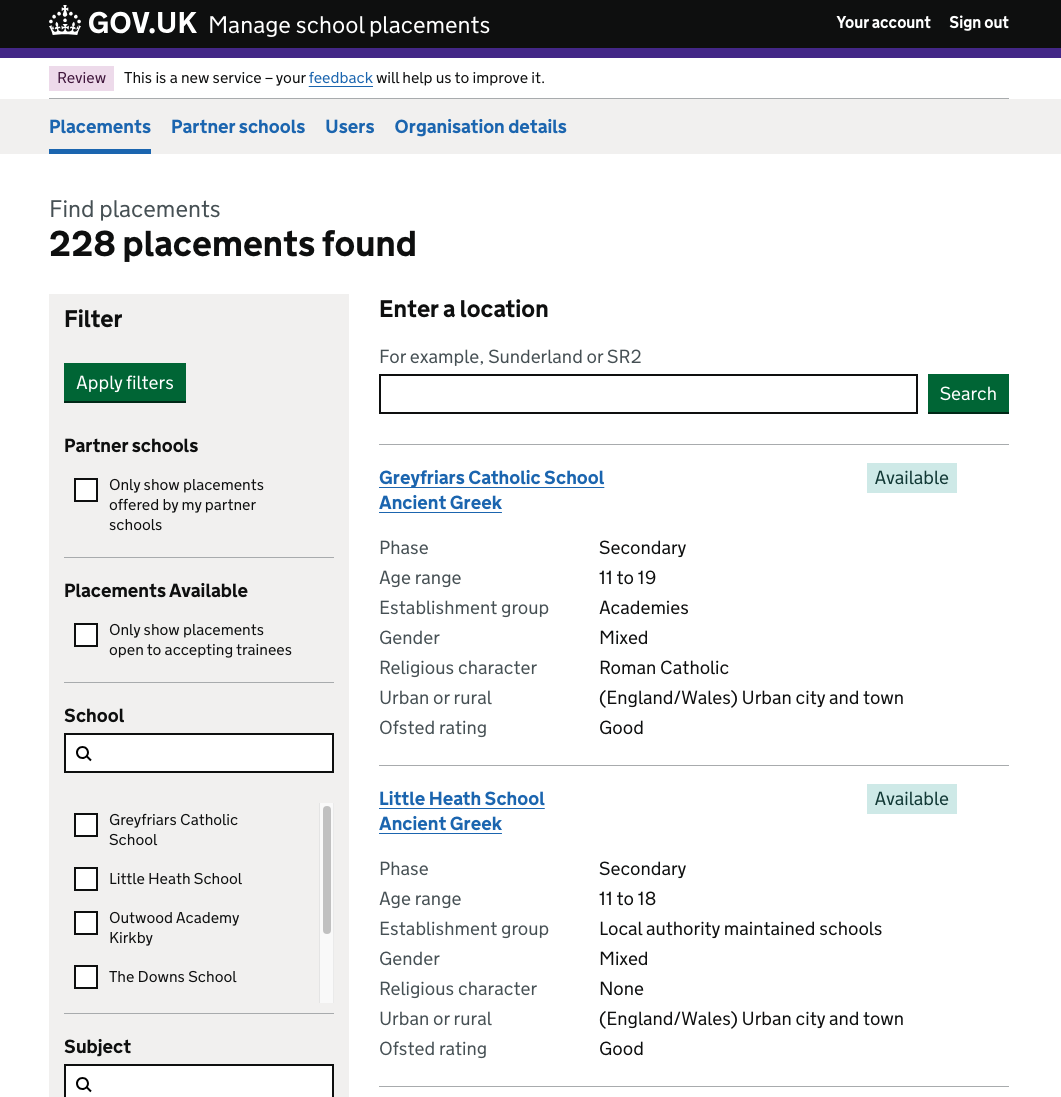 GOV.UK Manage school placements
Your account Sign out
Review This is a new service – your feedback will help us to improve it.
Placements Partner schools Users Organisation details
Find placements
228 placements found
Filter
Apply filters
Partner schools
Only show placements
offered by my partner
schools
Placements Available
Only show placements
open to accepting trainees
School
Greyfriars Catholic
School
Little Heath School
Outwood Academy
Kirkby
The Downs School
Subject
Enter a location
For example, Sunderland or SR2
Search
Greyfriars Catholic School
Ancient Greek
Available
Phase Secondary
Age range 11 to 19
Establishment group Academies
Gender Mixed
Religious character Roman Catholic
Urban or rural (England/Wales) Urban city and town
Ofsted rating Good
Little Heath School
Ancient Greek
Available
Phase Secondary
Age range 11 to 18
Establishment group Local authority maintained schools
Gender Mixed
Religious character None
Urban or rural (England/Wales) Urban city and town
Ofsted rating Good